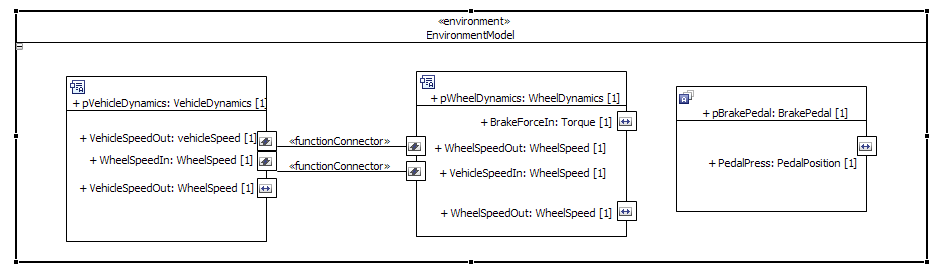 «environment»
EnvironmentModel
+ pVehicleDynamics: VehicleDynamics [1]
+ VehicleSpeedOut: vehicleSpeed [1]
+ WheelSpeedIn: WheelSpeed [1]
+ VehicleSpeedOut: WheelSpeed [1]
«functionConnector»
«functionConnector»
+ pWheelDynamics: WheelDynamics [1]
+ BrakeForceIn: Torque [1]
+ WheelSpeedOut: WheelSpeed [1]
+ VehicleSpeedIn: WheelSpeed [1]
+ WheelSpeedOut: WheelSpeed [1]
+ pBrakePedal: BrakePedal [1]
+ PedalPress: PedalPosition [1]